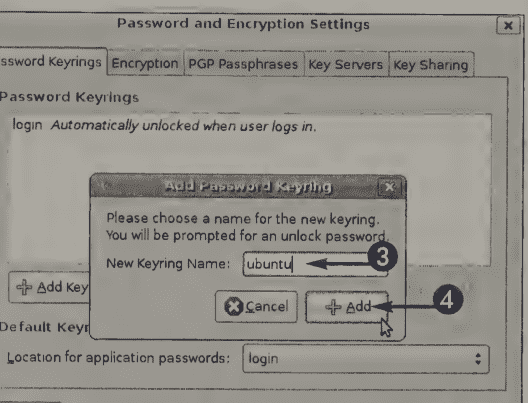 Password and Encryption Settings
ssword Keyrings Encryption PGP Passphrases Key Servers Key Sharing
Password Keyrings
login Automatically unlocked when user logs in.
Add Password Keyring
Please choose a name for the new keyring.
You will be prompted for an unlock password.
New Keyring Name: ubuntu 3
Add Key
Cancel Add 4
Default Keyr
Location for application passwords: login